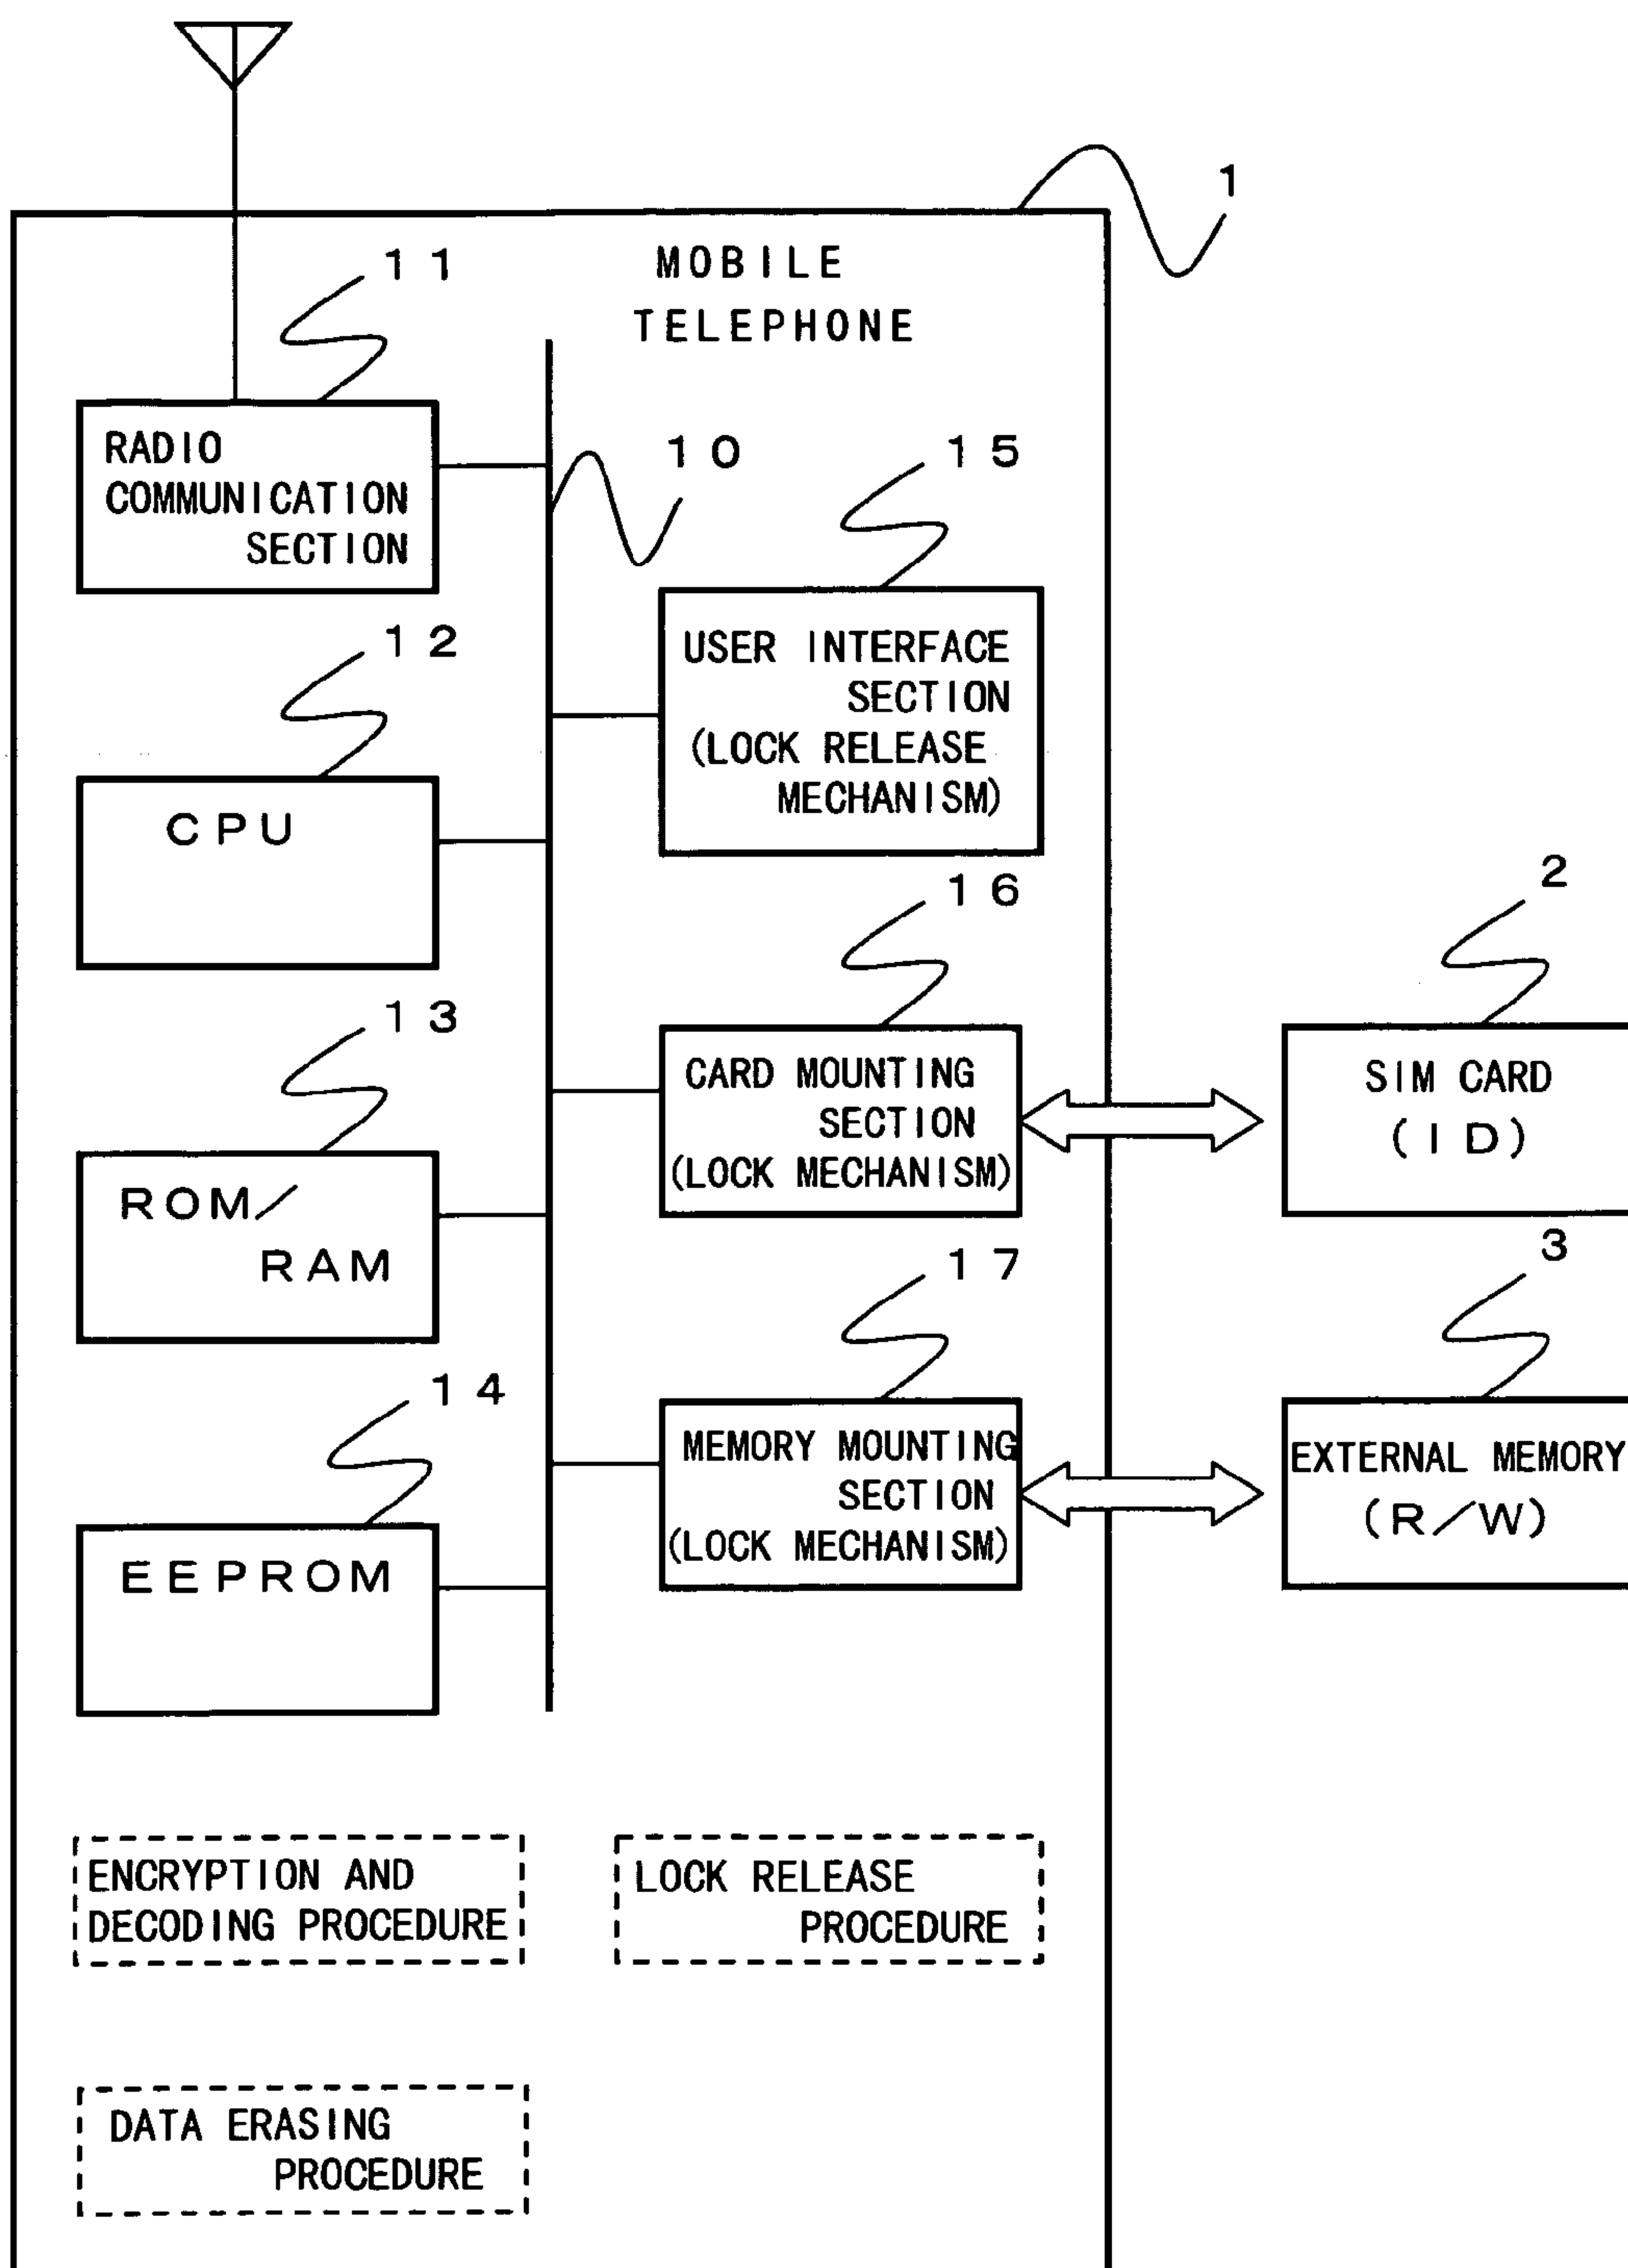 1
MOBILE
TELEPHONE
11
RADIO
COMMUNICATION
SECTION
10
15
USER INTERFACE
SECTION
(LOCK RELEASE
MECHANISM)
12
CPU
16
CARD MOUNTING
SECTION
(LOCK MECHANISM)
2
SIM CARD
(ID)
13
ROM/
RAM
17
MEMORY MOUNTING
SECTION
(LOCK MECHANISM)
3
EXTERNAL MEMORY
(R/W)
14
EEPROM
ENCRYPTION AND
DECODING PROCEDURE
LOCK RELEASE
PROCEDURE
DATA ERASING
PROCEDURE